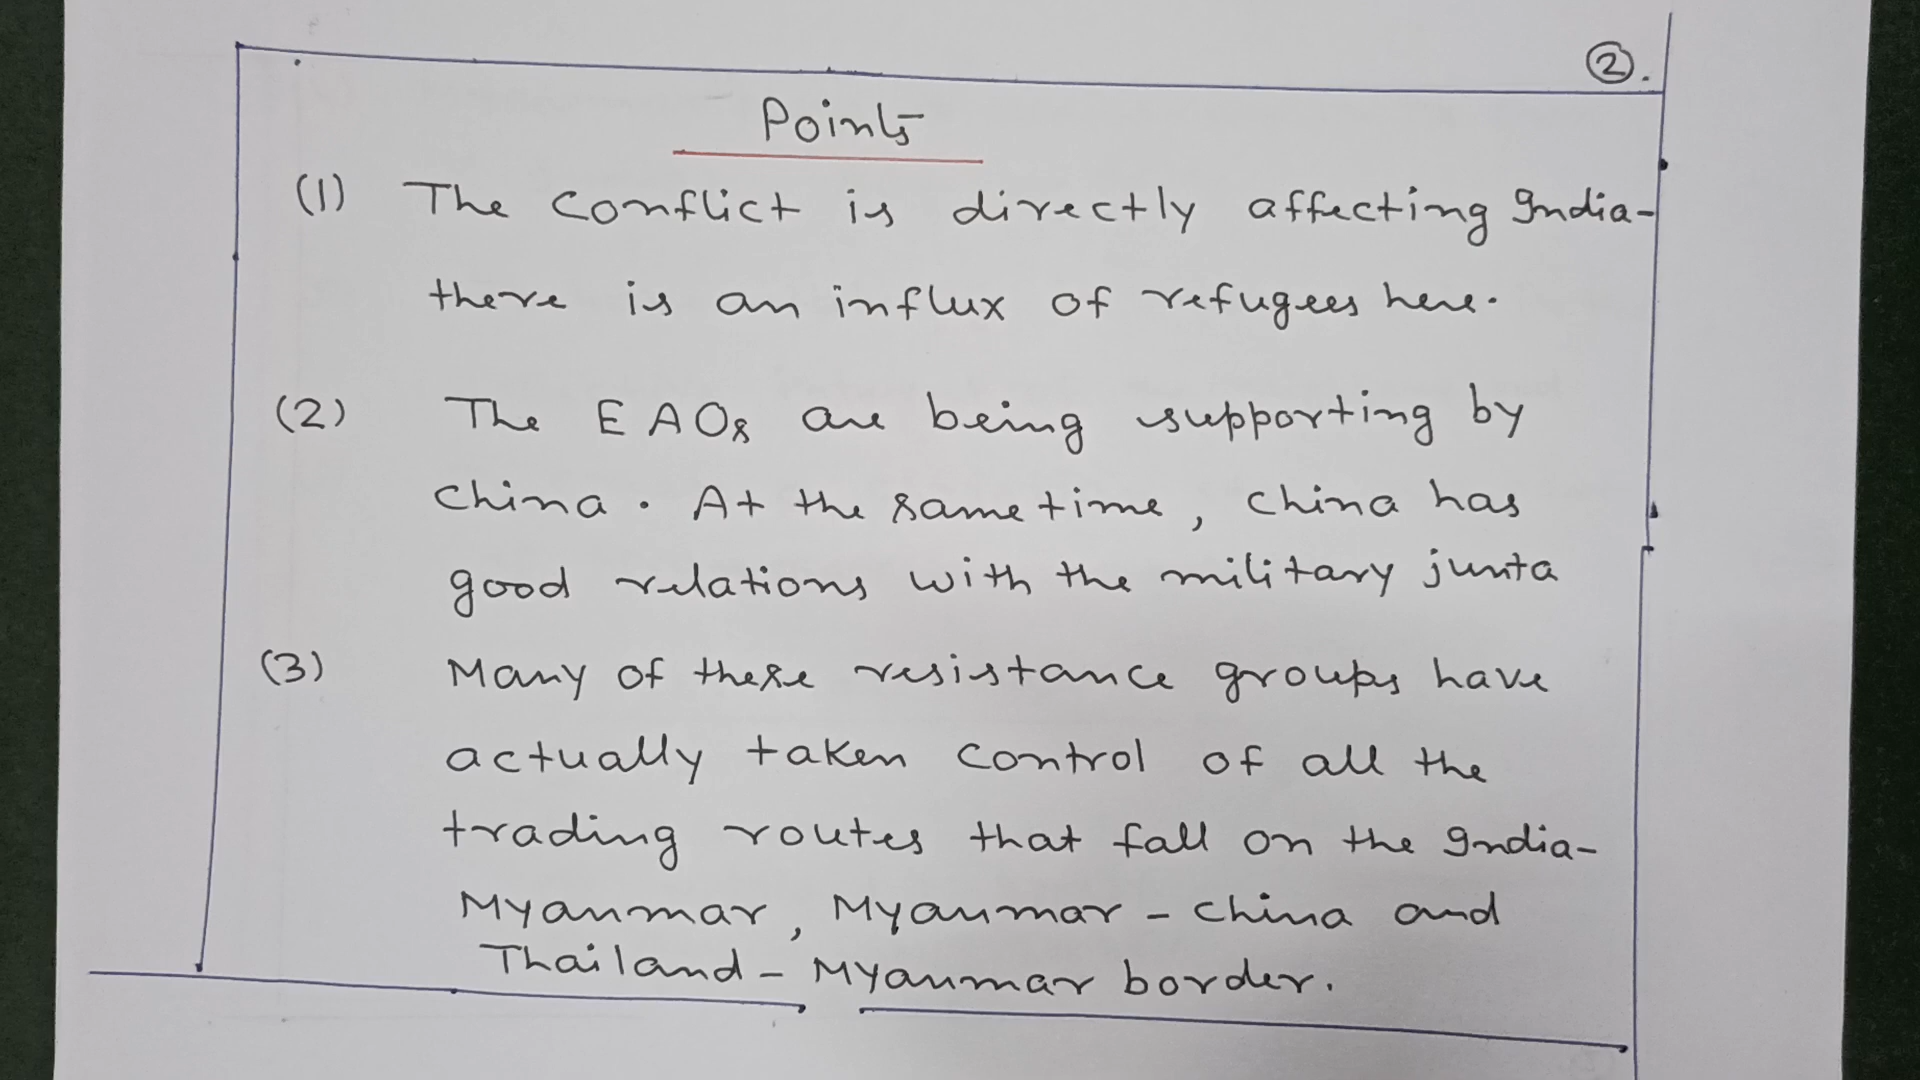 2.
Points
(1) The conflict is directly affecting India-
there is an influx of refugees here.
(2) The EAOs are being supporting by
China. At the same time, China has
good relations with the military junta
(3) Many of these resistance groups have
actually taken control of all the
trading routes that fall on the India-
Myanmar, Myanmar - China and
Thailand - Myanmar border.